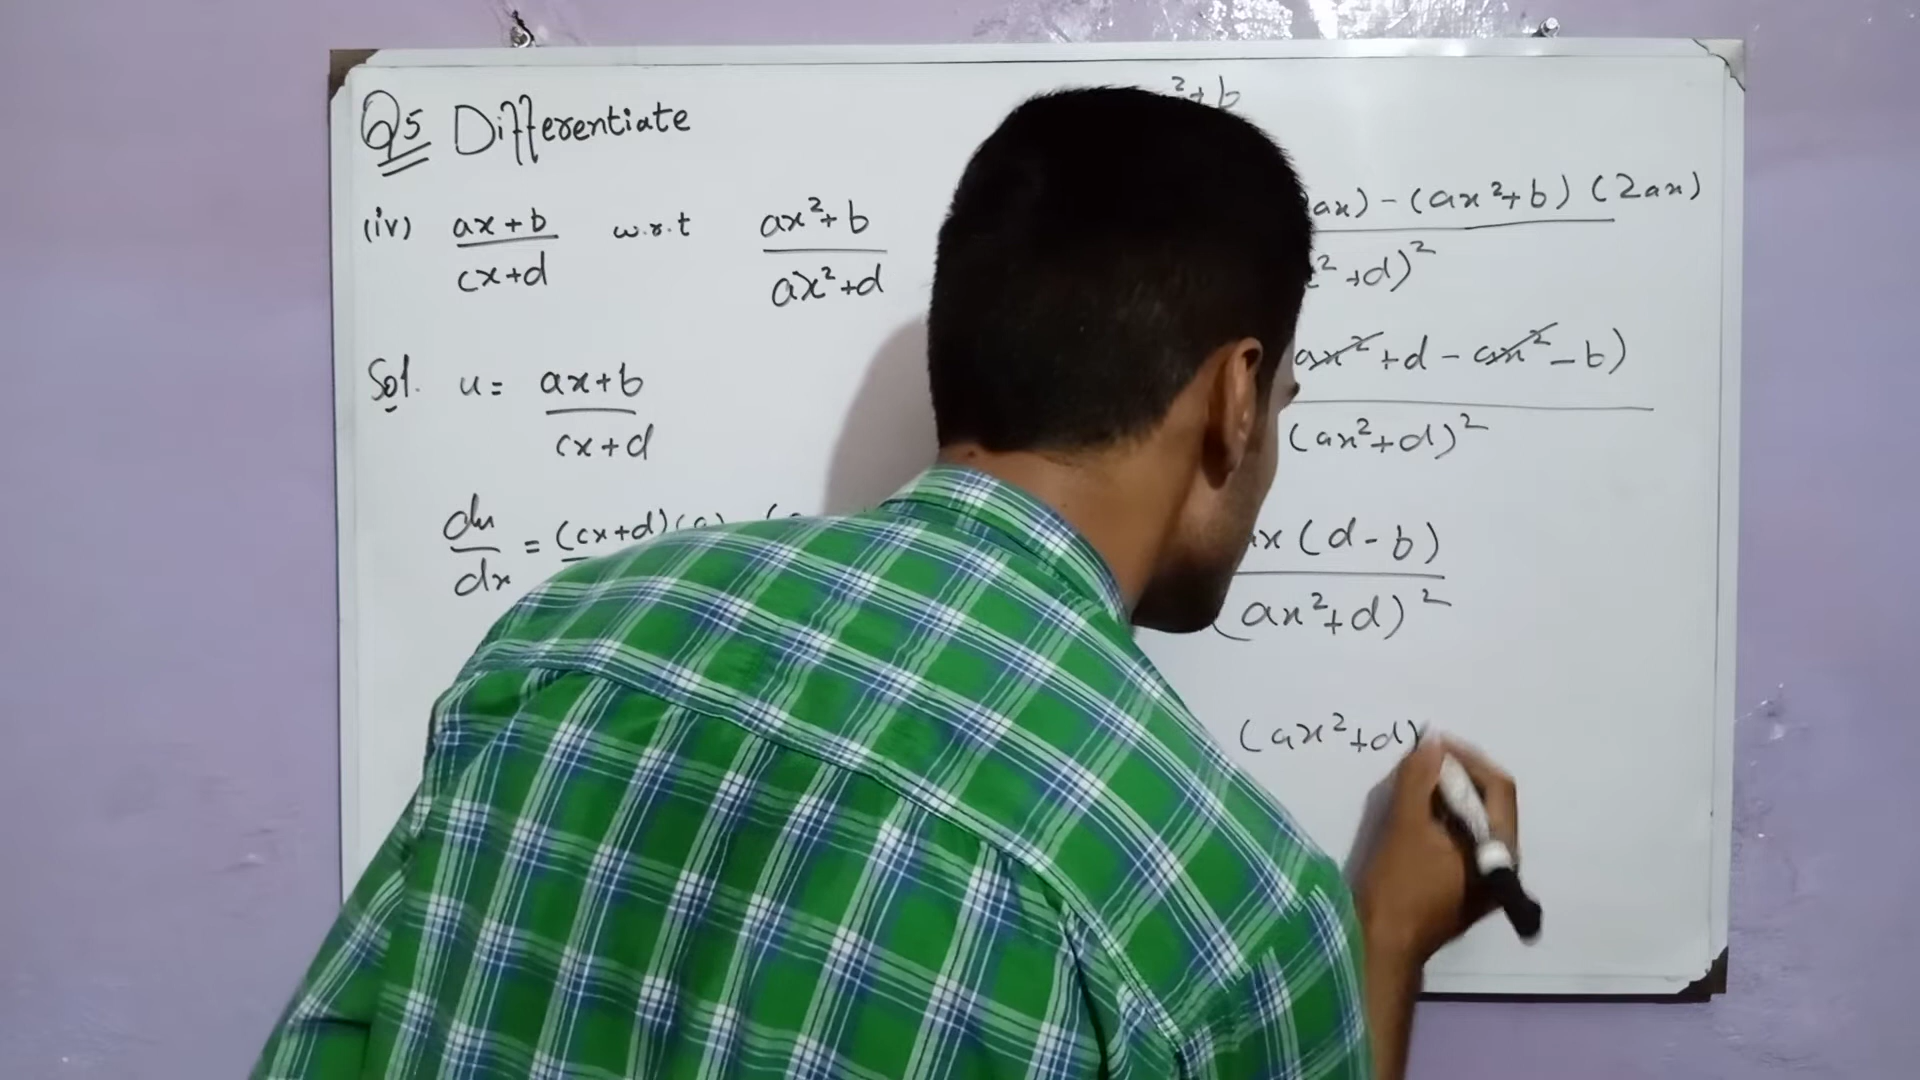 Q5 Differentiate
(iv) ax+b / cx+d w.r.t ax²+b / ax²+d
Sol. u = ax+b / cx+d
du/dx = (cx+d)(a)
²+b
ax) - (ax²+b) (2ax)
² +d)²
ax² +d - ax² - b)
(ax²+d)²
x (d-b)
(ax²+d)²
(ax²+d)